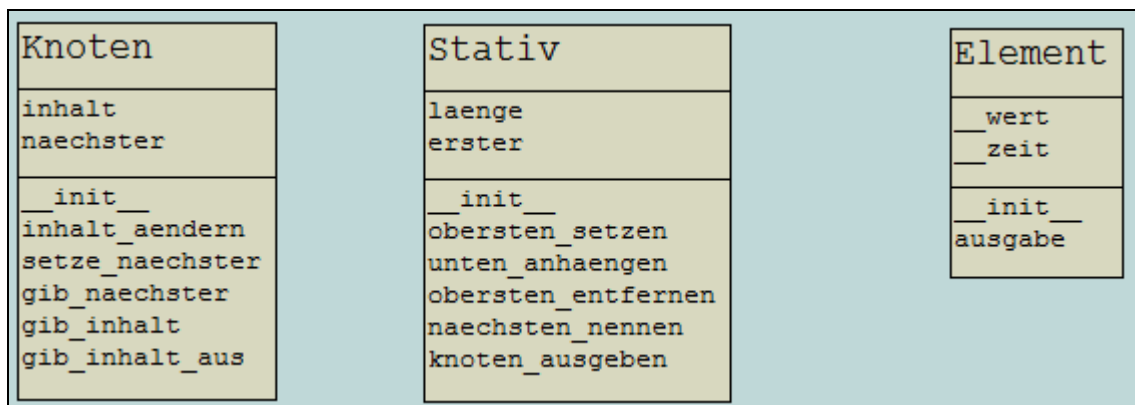 Knoten
inhalt
naechster
__init__
inhalt_aendern
setze_naechster
gib_naechster
gib_inhalt
gib_inhalt_aus
Stativ
laenge
erster
__init__
obersten_setzen
unten_anhaengen
obersten_entfernen
naechsten_nennen
knoten_ausgeben
Element
__wert
__zeit
__init__
ausgabe